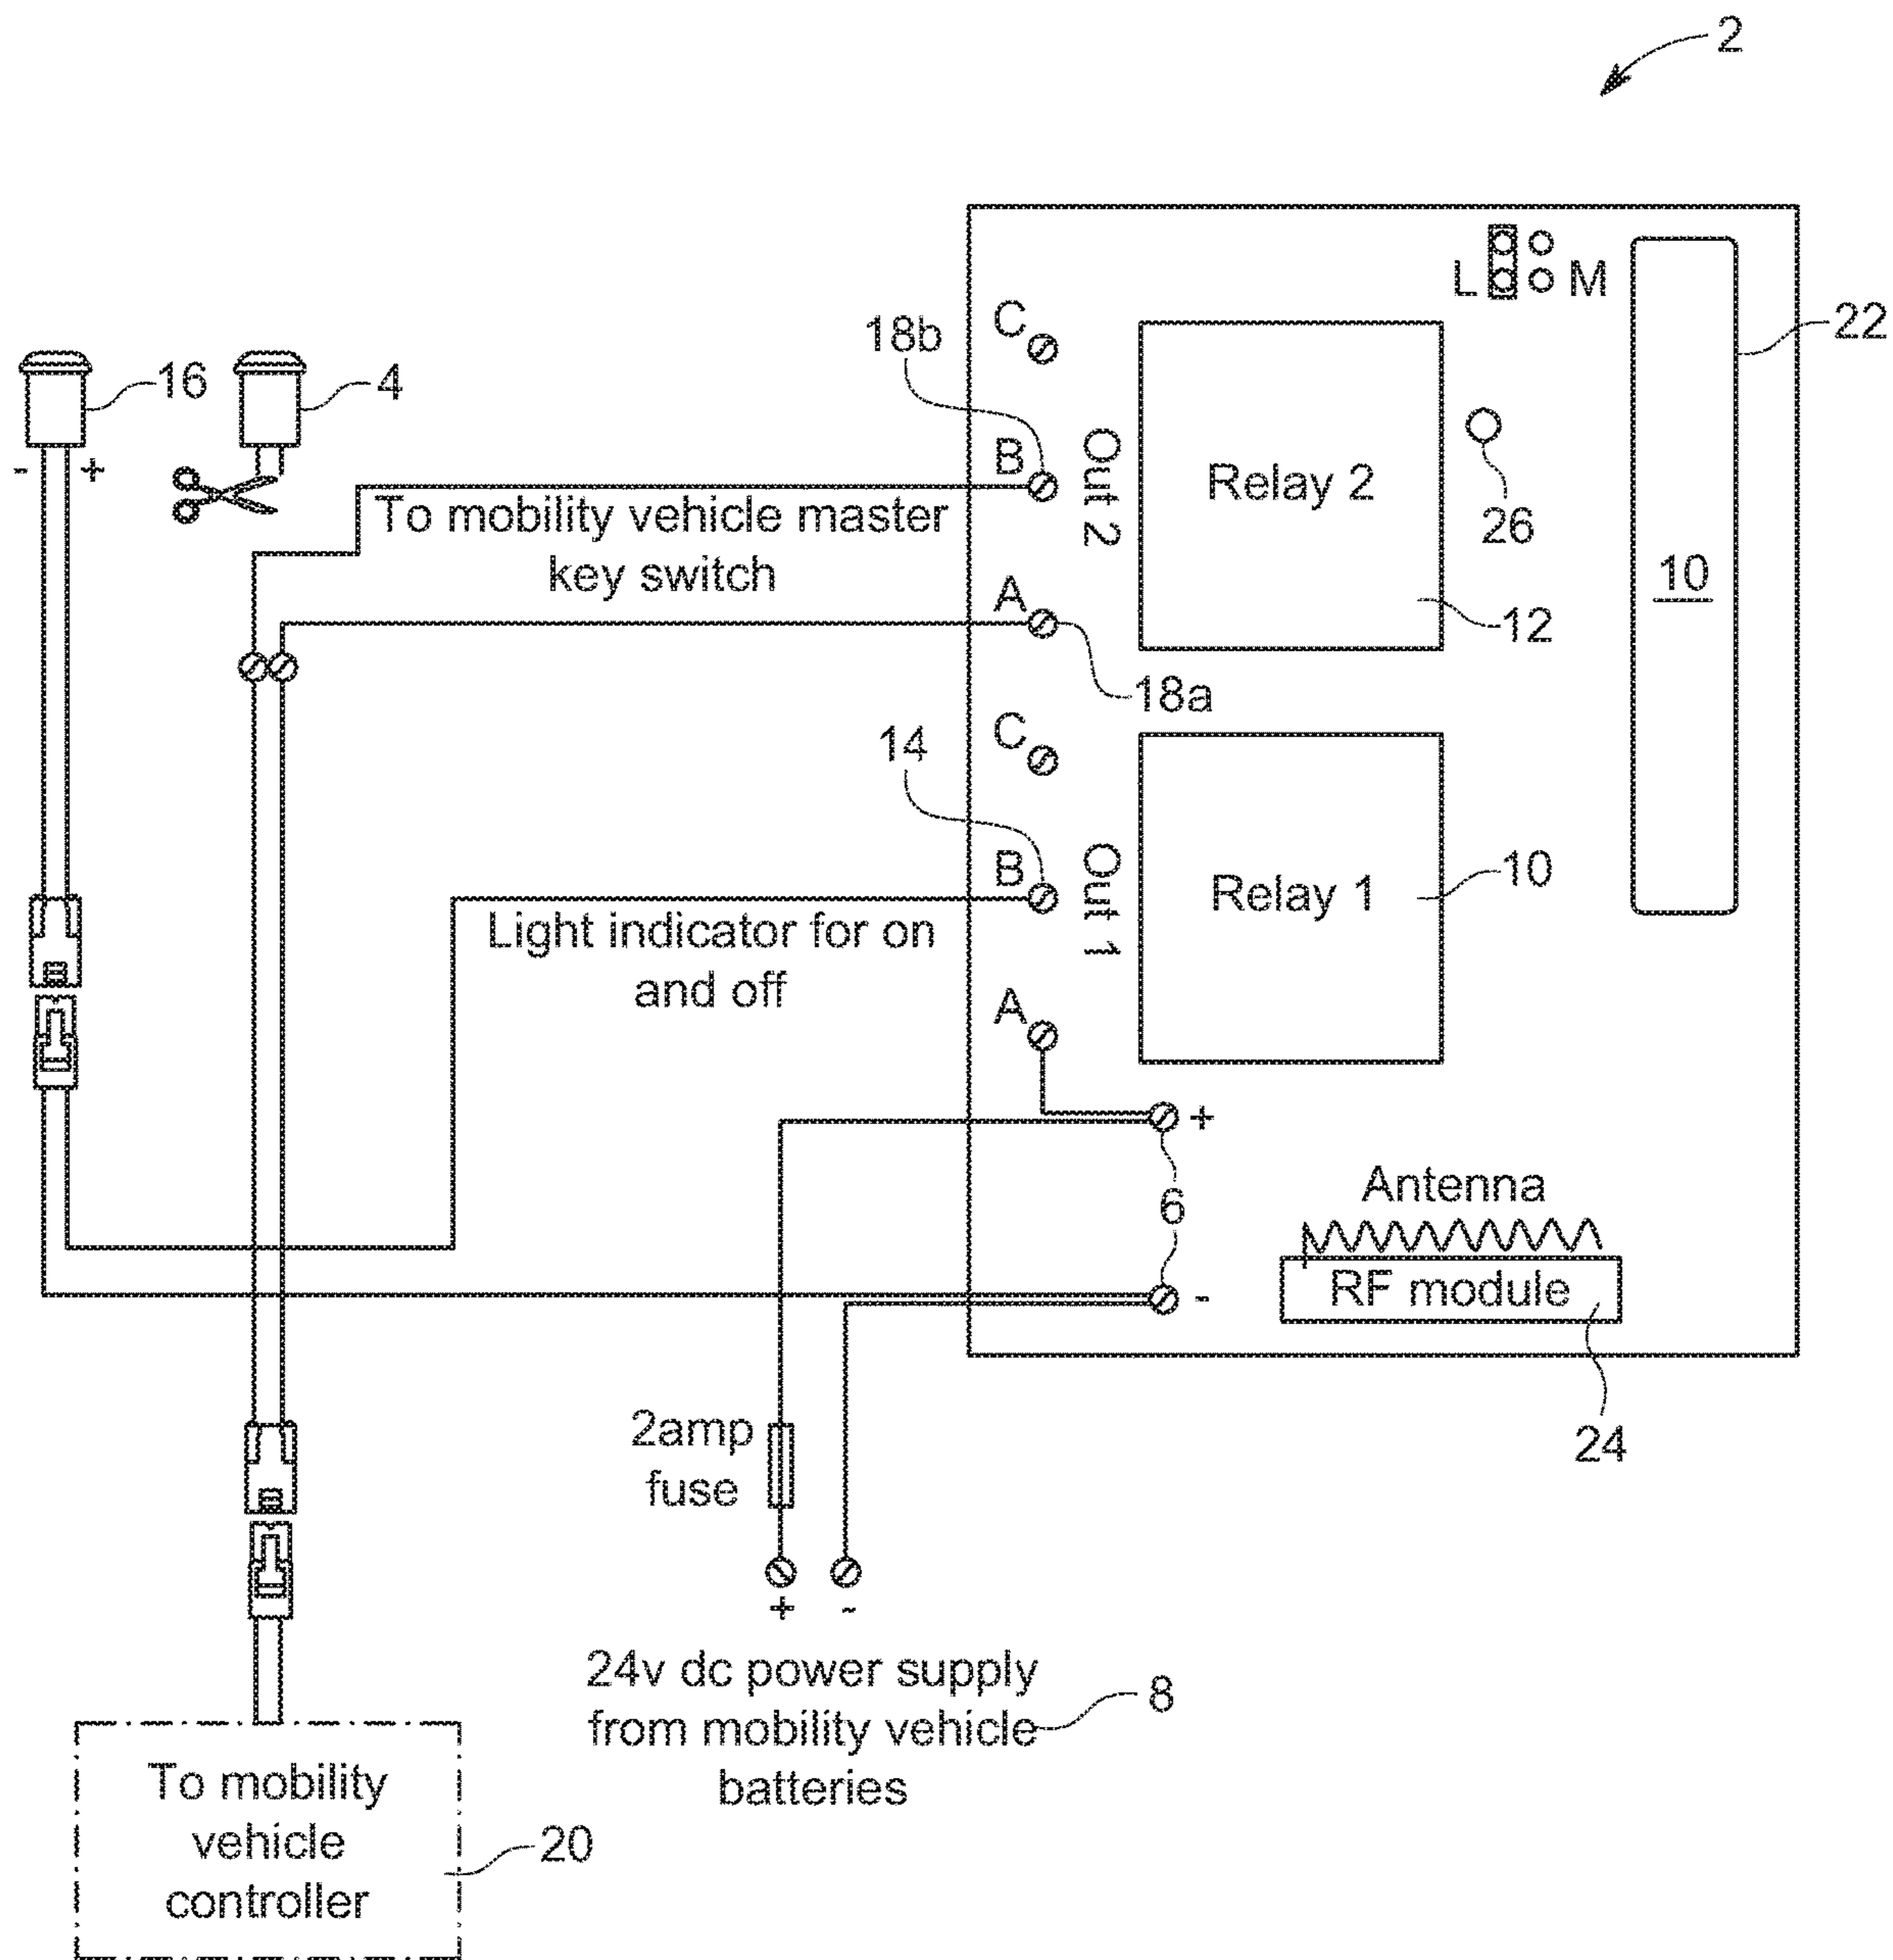 2
L
M
22
C
18b
16
4
- +
B
Out 2
Relay 2
26
10
To mobility vehicle master
key switch
A
12
18a
C
14
B
Out 1
Relay 1
10
Light indicator for on
and off
A
+
6
-
Antenna
RF module
24
2amp
fuse
+ -
24v dc power supply
from mobility vehicle
batteries
8
To mobility
vehicle
controller
20